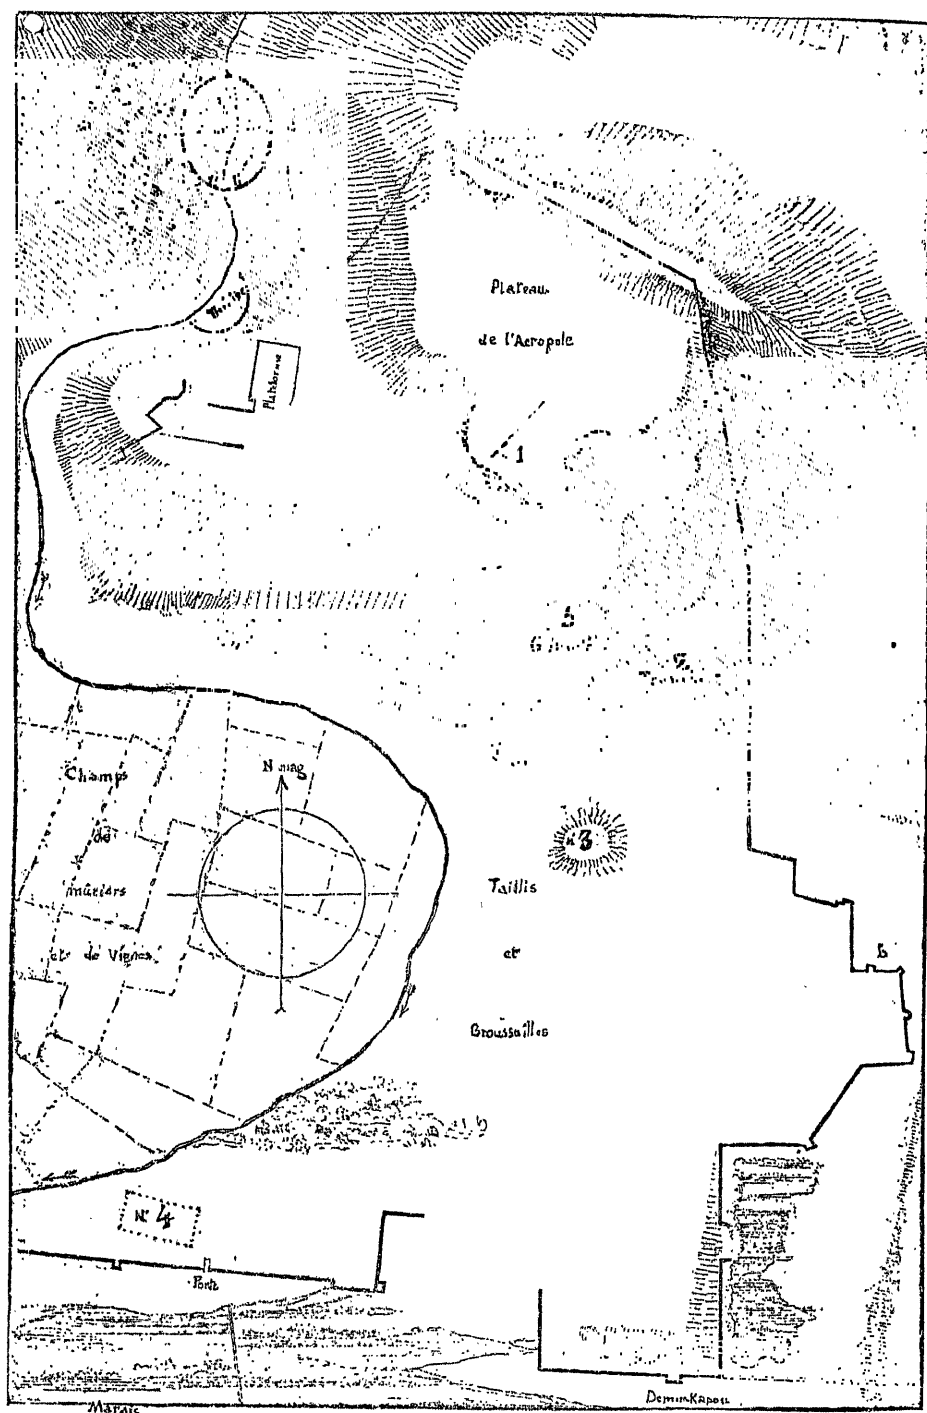 Plateau
de l'Acropole
Plateforme
1
5
3
N mag
Champs
de
mûriers
et de Vignes
Taillis
et
Broussailles
N° 4
Porte
Marais
Demir Kapou